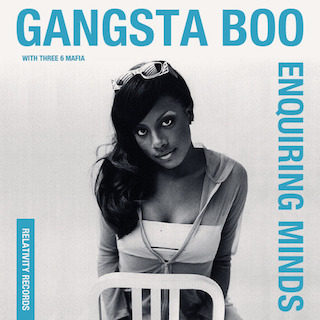 GANGSTA BOO
WITH THREE 6 MAFIA
ENQUIRING MINDS
RELATIVITY RECORDS